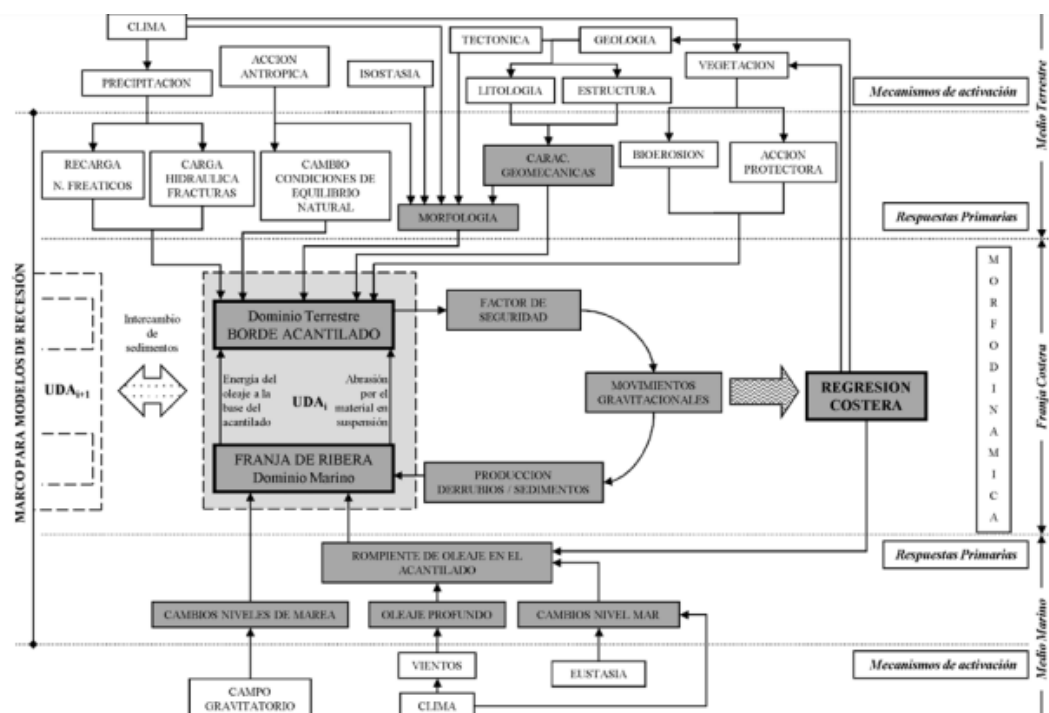 CLIMA
TECTONICA
GEOLOGIA
ACCION
ANTROPICA
ISOSTASIA
VEGETACION
PRECIPITACION
LITOLOGIA
ESTRUCTURA
Mecanismos de activación
Medio Terrestre
RECARGA
N. FREATICOS
CARGA
HIDRAULICA
FRACTURAS
CAMBIO
CONDICIONES DE
EQUILIBRIO
NATURAL
CARAC.
GEOMECANICAS
BIOEROSION
ACCION
PROTECTORA
MORFOLOGIA
Respuestas Primarias
MARCO PARA MODELOS DE RECESIÓN
UDAi+1
Intercambio
de
sedimentos
Dominio Terrestre
BORDE ACANTILADO
Energía del
oleaje a la
base del
acantilado
UDAi
Abrasión
por el
material en
suspensión
FRANJA DE RIBERA
Dominio Marino
FACTOR DE
SEGURIDAD
MOVIMIENTOS
GRAVITACIONALES
PRODUCCION
DERRUBIOS / SEDIMENTOS
REGRESION
COSTERA
MORFODINAMICA
Franja Costera
ROMPIENTE DE OLEAJE EN EL
ACANTILADO
Respuestas Primarias
CAMBIOS NIVELES DE MAREA
OLEAJE PROFUNDO
CAMBIOS NIVEL MAR
Medio Marino
VIENTOS
EUSTASIA
Mecanismos de activación
CAMPO
GRAVITATORIO
CLIMA